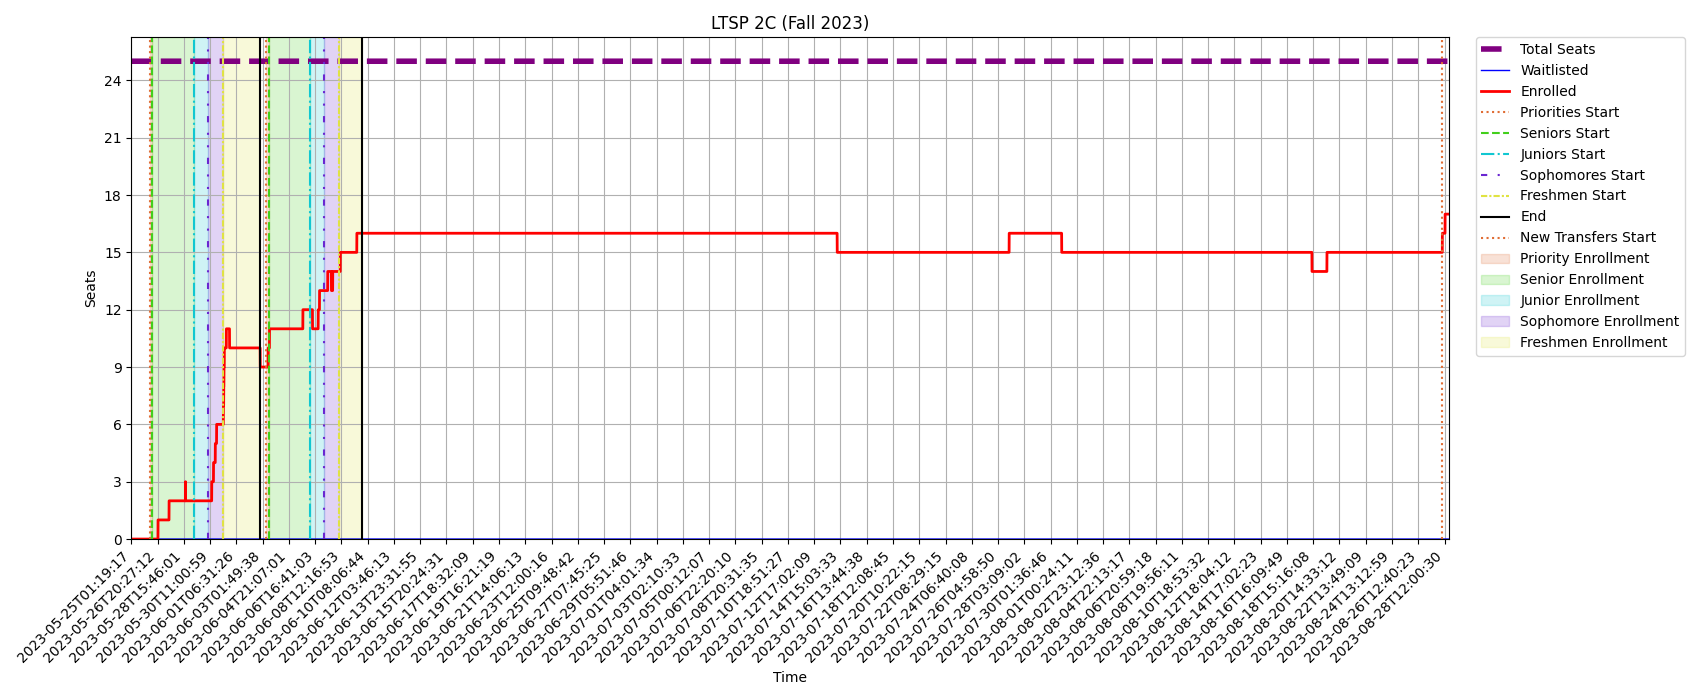 LTSP 2C (Fall 2023)
Total Seats
Waitlisted
Enrolled
Priorities Start
Seniors Start
Juniors Start
Sophomores Start
Freshmen Start
End
New Transfers Start
Priority Enrollment
Senior Enrollment
Junior Enrollment
Sophomore Enrollment
Freshmen Enrollment
Seats
24
21
18
15
12
9
6
3
0
2023-05-25T01:19:17
2023-05-26T20:27:12
2023-05-28T15:46:01
2023-05-30T11:00:59
2023-06-01T06:31:26
2023-06-03T01:49:38
2023-06-04T21:07:01
2023-06-06T16:41:03
2023-06-08T12:16:53
2023-06-10T08:06:44
2023-06-12T03:46:13
2023-06-13T23:31:55
2023-06-15T20:24:31
2023-06-17T18:32:09
2023-06-19T16:21:19
2023-06-21T14:06:13
2023-06-23T12:00:16
2023-06-25T09:48:42
2023-06-27T07:45:23
2023-06-29T05:51:46
2023-07-01T04:01:34
2023-07-03T02:10:33
2023-07-05T00:12:07
2023-07-06T22:20:10
2023-07-08T20:31:35
2023-07-10T18:51:27
2023-07-12T17:02:09
2023-07-14T15:03:33
2023-07-16T13:44:38
2023-07-18T12:08:45
2023-07-20T10:22:15
2023-07-22T08:29:15
2023-07-24T06:40:08
2023-07-26T04:58:50
2023-07-28T03:09:02
2023-07-30T01:36:46
2023-08-01T00:24:11
2023-08-02T23:12:36
2023-08-04T22:13:17
2023-08-06T20:59:18
2023-08-08T19:56:11
2023-08-10T18:53:32
2023-08-12T18:04:12
2023-08-14T17:02:23
2023-08-16T16:09:49
2023-08-18T15:16:08
2023-08-20T14:33:12
2023-08-22T13:49:09
2023-08-24T13:12:59
2023-08-26T12:40:23
2023-08-28T12:00:30
Time